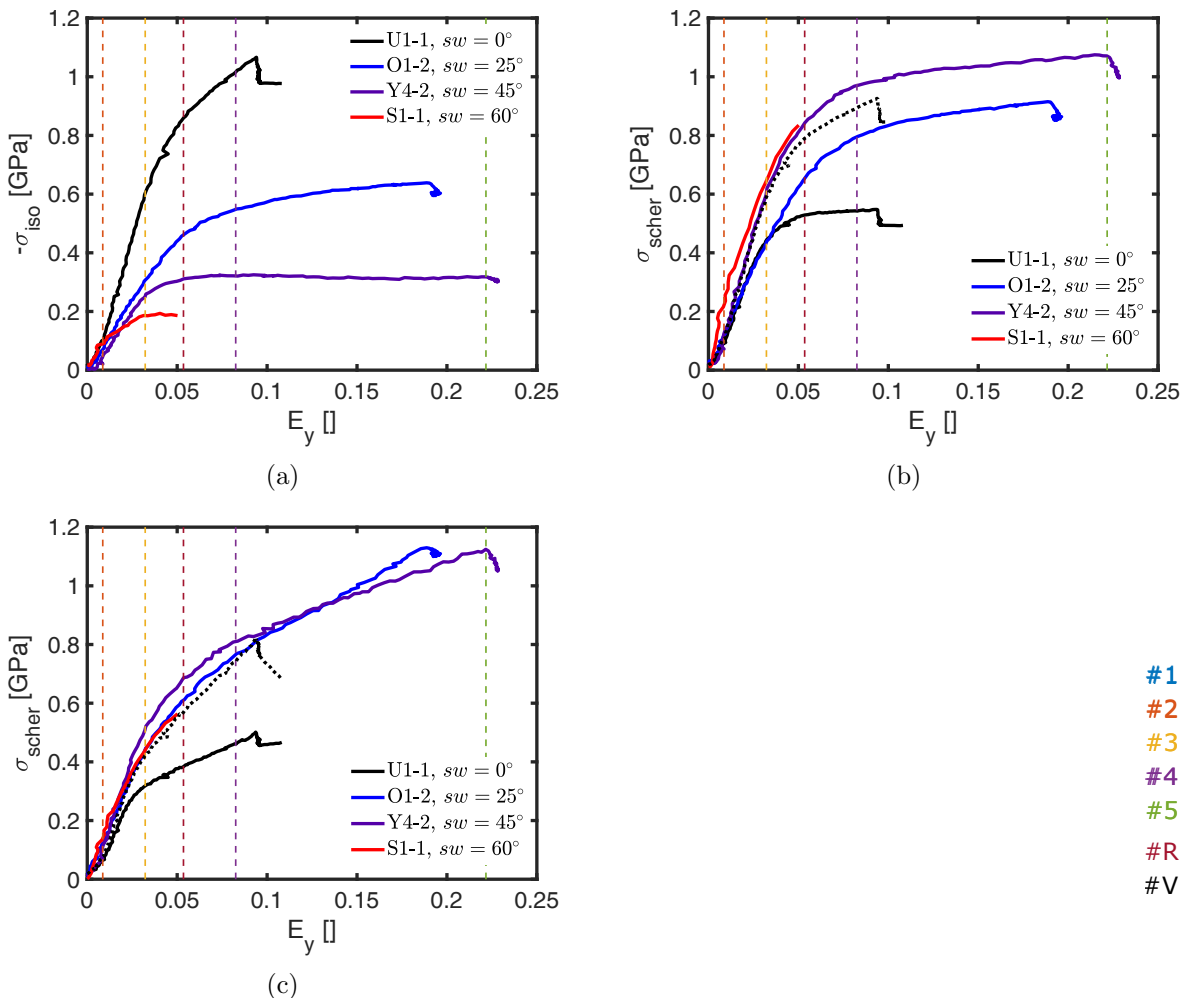 1.2
1
0.8
0.6
0.4
0.2
0
-σ_iso [GPa]
U1-1, sw = 0°
O1-2, sw = 25°
Y4-2, sw = 45°
S1-1, sw = 60°
0 0.05 0.1 0.15 0.2 0.25
E_y []
(a)
1.2
1
0.8
0.6
0.4
0.2
0
σ_scher [GPa]
U1-1, sw = 0°
O1-2, sw = 25°
Y4-2, sw = 45°
S1-1, sw = 60°
0 0.05 0.1 0.15 0.2 0.25
E_y []
(b)
1.2
1
0.8
0.6
0.4
0.2
0
σ_scher [GPa]
U1-1, sw = 0°
O1-2, sw = 25°
Y4-2, sw = 45°
S1-1, sw = 60°
0 0.05 0.1 0.15 0.2 0.25
E_y []
(c)
#1
#2
#3
#4
#5
#R
#V